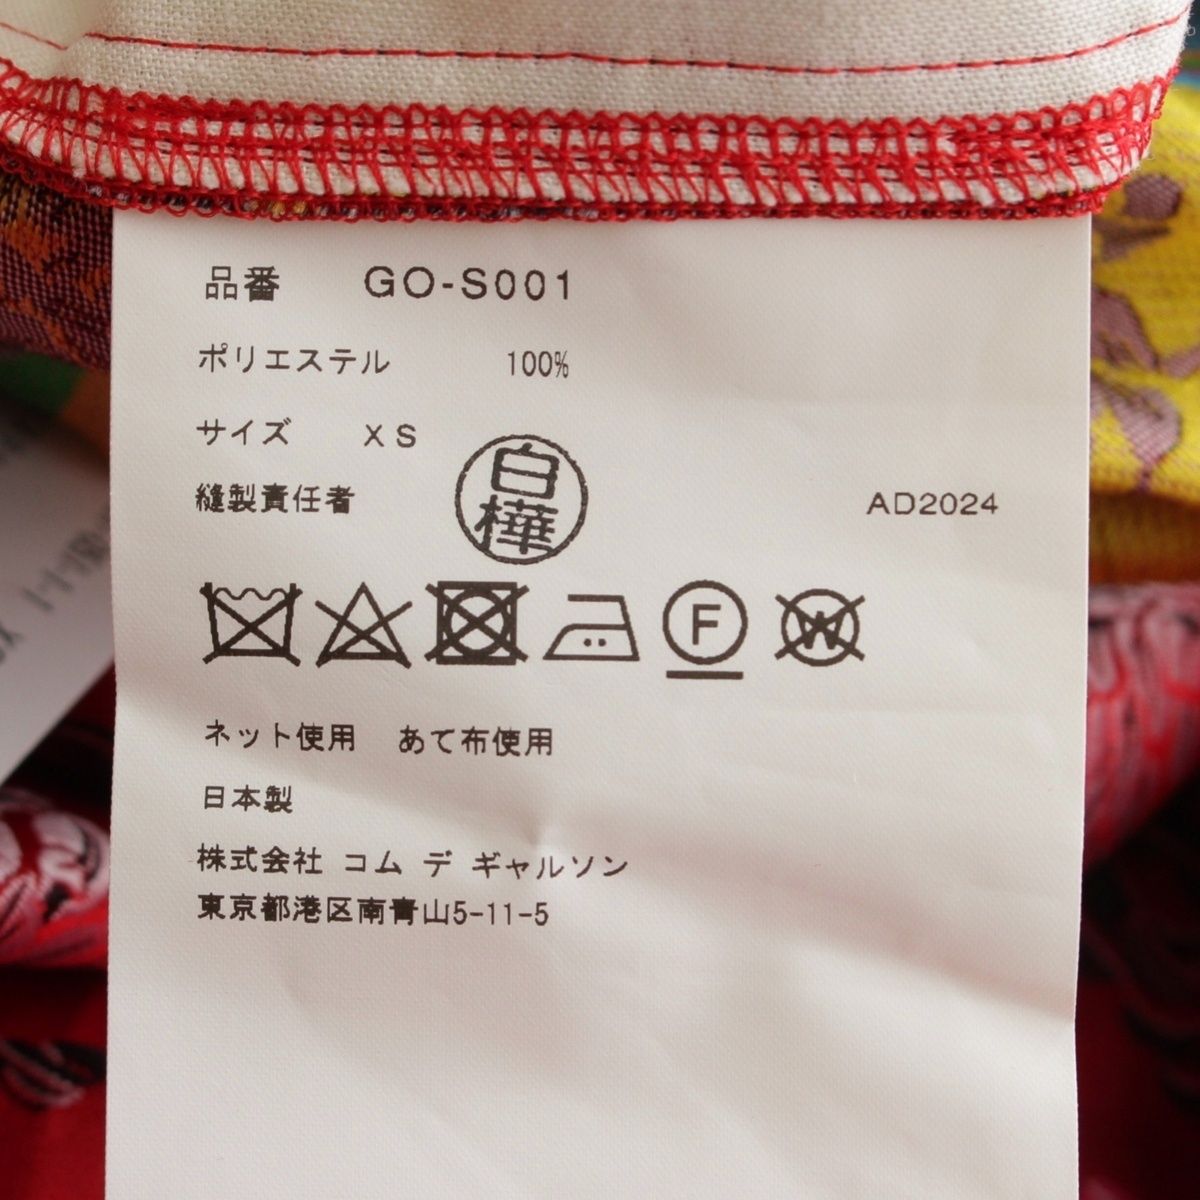 品番 GO-S001
ポリエステル 100%
サイズ XS
縫製責任者 白樺 AD2024
F W
ネット使用 あて布使用
日本製
株式会社 コム デ ギャルソン
東京都港区南青山5-11-5